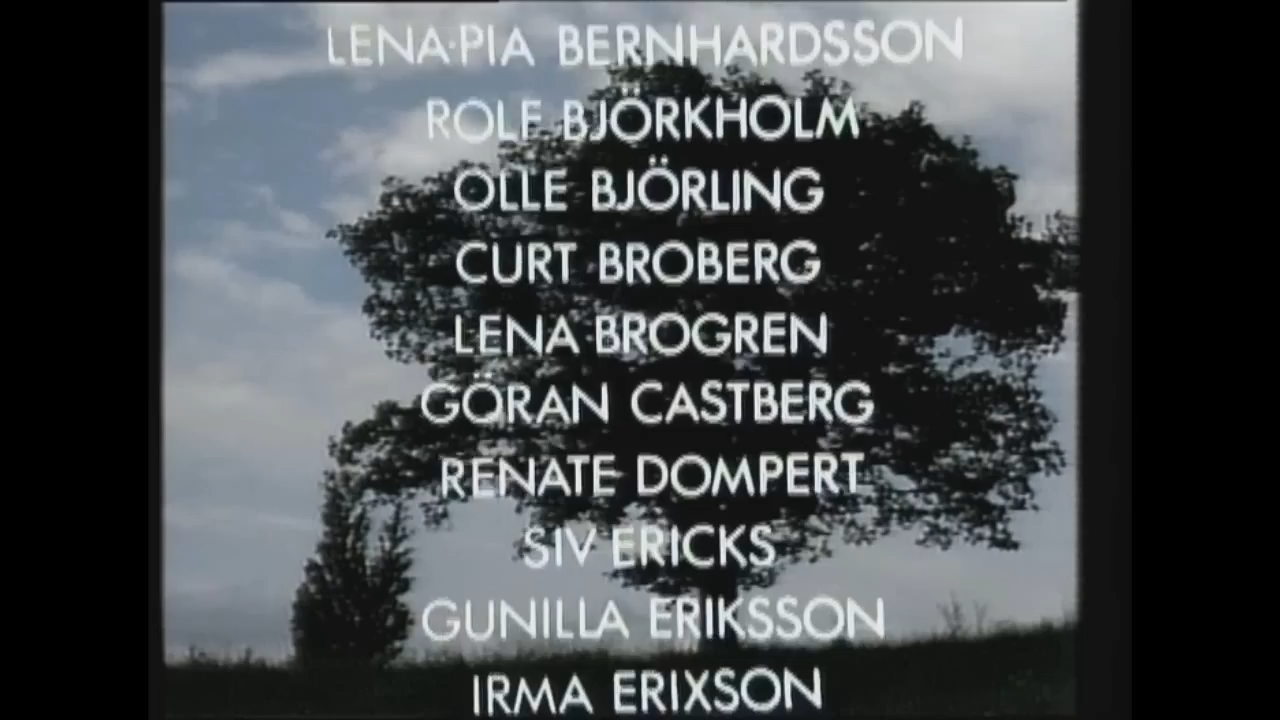 LENA-PIA BERNHARDSSON
ROLF BJÖRKHOLM
OLLE BJÖRLING
CURT BROBERG
LENA BROGREN
GÖRAN CASTBERG
RENATE DOMPERT
SIV ERICKS
GUNILLA ERIKSSON
IRMA ERIXSON